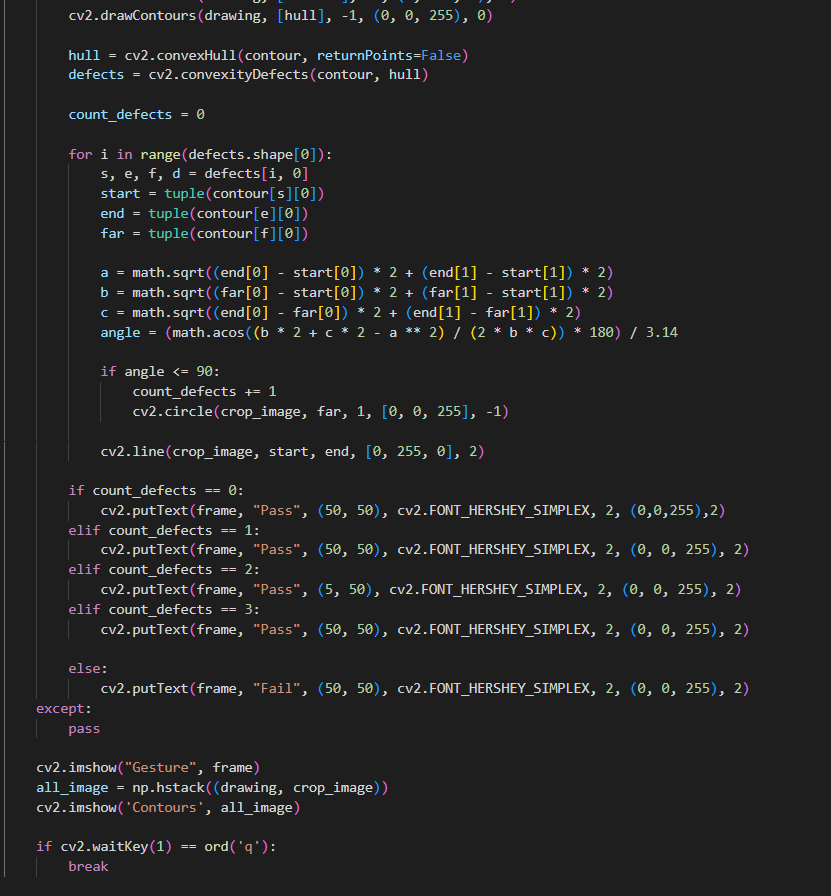 cv2.drawContours(drawing, [hull], -1, (0, 0, 255), 0)
hull = cv2.convexHull(contour, returnPoints=False)
defects = cv2.convexityDefects(contour, hull)
count_defects = 0
for i in range(defects.shape[0]):
s, e, f, d = defects[i, 0]
start = tuple(contour[s][0])
end = tuple(contour[e][0])
far = tuple(contour[f][0])
a = math.sqrt((end[0] - start[0]) * 2 + (end[1] - start[1]) * 2)
b = math.sqrt((far[0] - start[0]) * 2 + (far[1] - start[1]) * 2)
c = math.sqrt((end[0] - far[0]) * 2 + (end[1] - far[1]) * 2)
angle = (math.acos((b * 2 + c * 2 - a ** 2) / (2 * b * c)) * 180) / 3.14
if angle <= 90:
count_defects += 1
cv2.circle(crop_image, far, 1, [0, 0, 255], -1)
cv2.line(crop_image, start, end, [0, 255, 0], 2)
if count_defects == 0:
cv2.putText(frame, "Pass", (50, 50), cv2.FONT_HERSHEY_SIMPLEX, 2, (0,0,255),2)
elif count_defects == 1:
cv2.putText(frame, "Pass", (50, 50), cv2.FONT_HERSHEY_SIMPLEX, 2, (0, 0, 255), 2)
elif count_defects == 2:
cv2.putText(frame, "Pass", (5, 50), cv2.FONT_HERSHEY_SIMPLEX, 2, (0, 0, 255), 2)
elif count_defects == 3:
cv2.putText(frame, "Pass", (50, 50), cv2.FONT_HERSHEY_SIMPLEX, 2, (0, 0, 255), 2)
else:
cv2.putText(frame, "Fail", (50, 50), cv2.FONT_HERSHEY_SIMPLEX, 2, (0, 0, 255), 2)
except:
pass
cv2.imshow("Gesture", frame)
all_image = np.hstack((drawing, crop_image))
cv2.imshow('Contours', all_image)
if cv2.waitKey(1) == ord('q'):
break